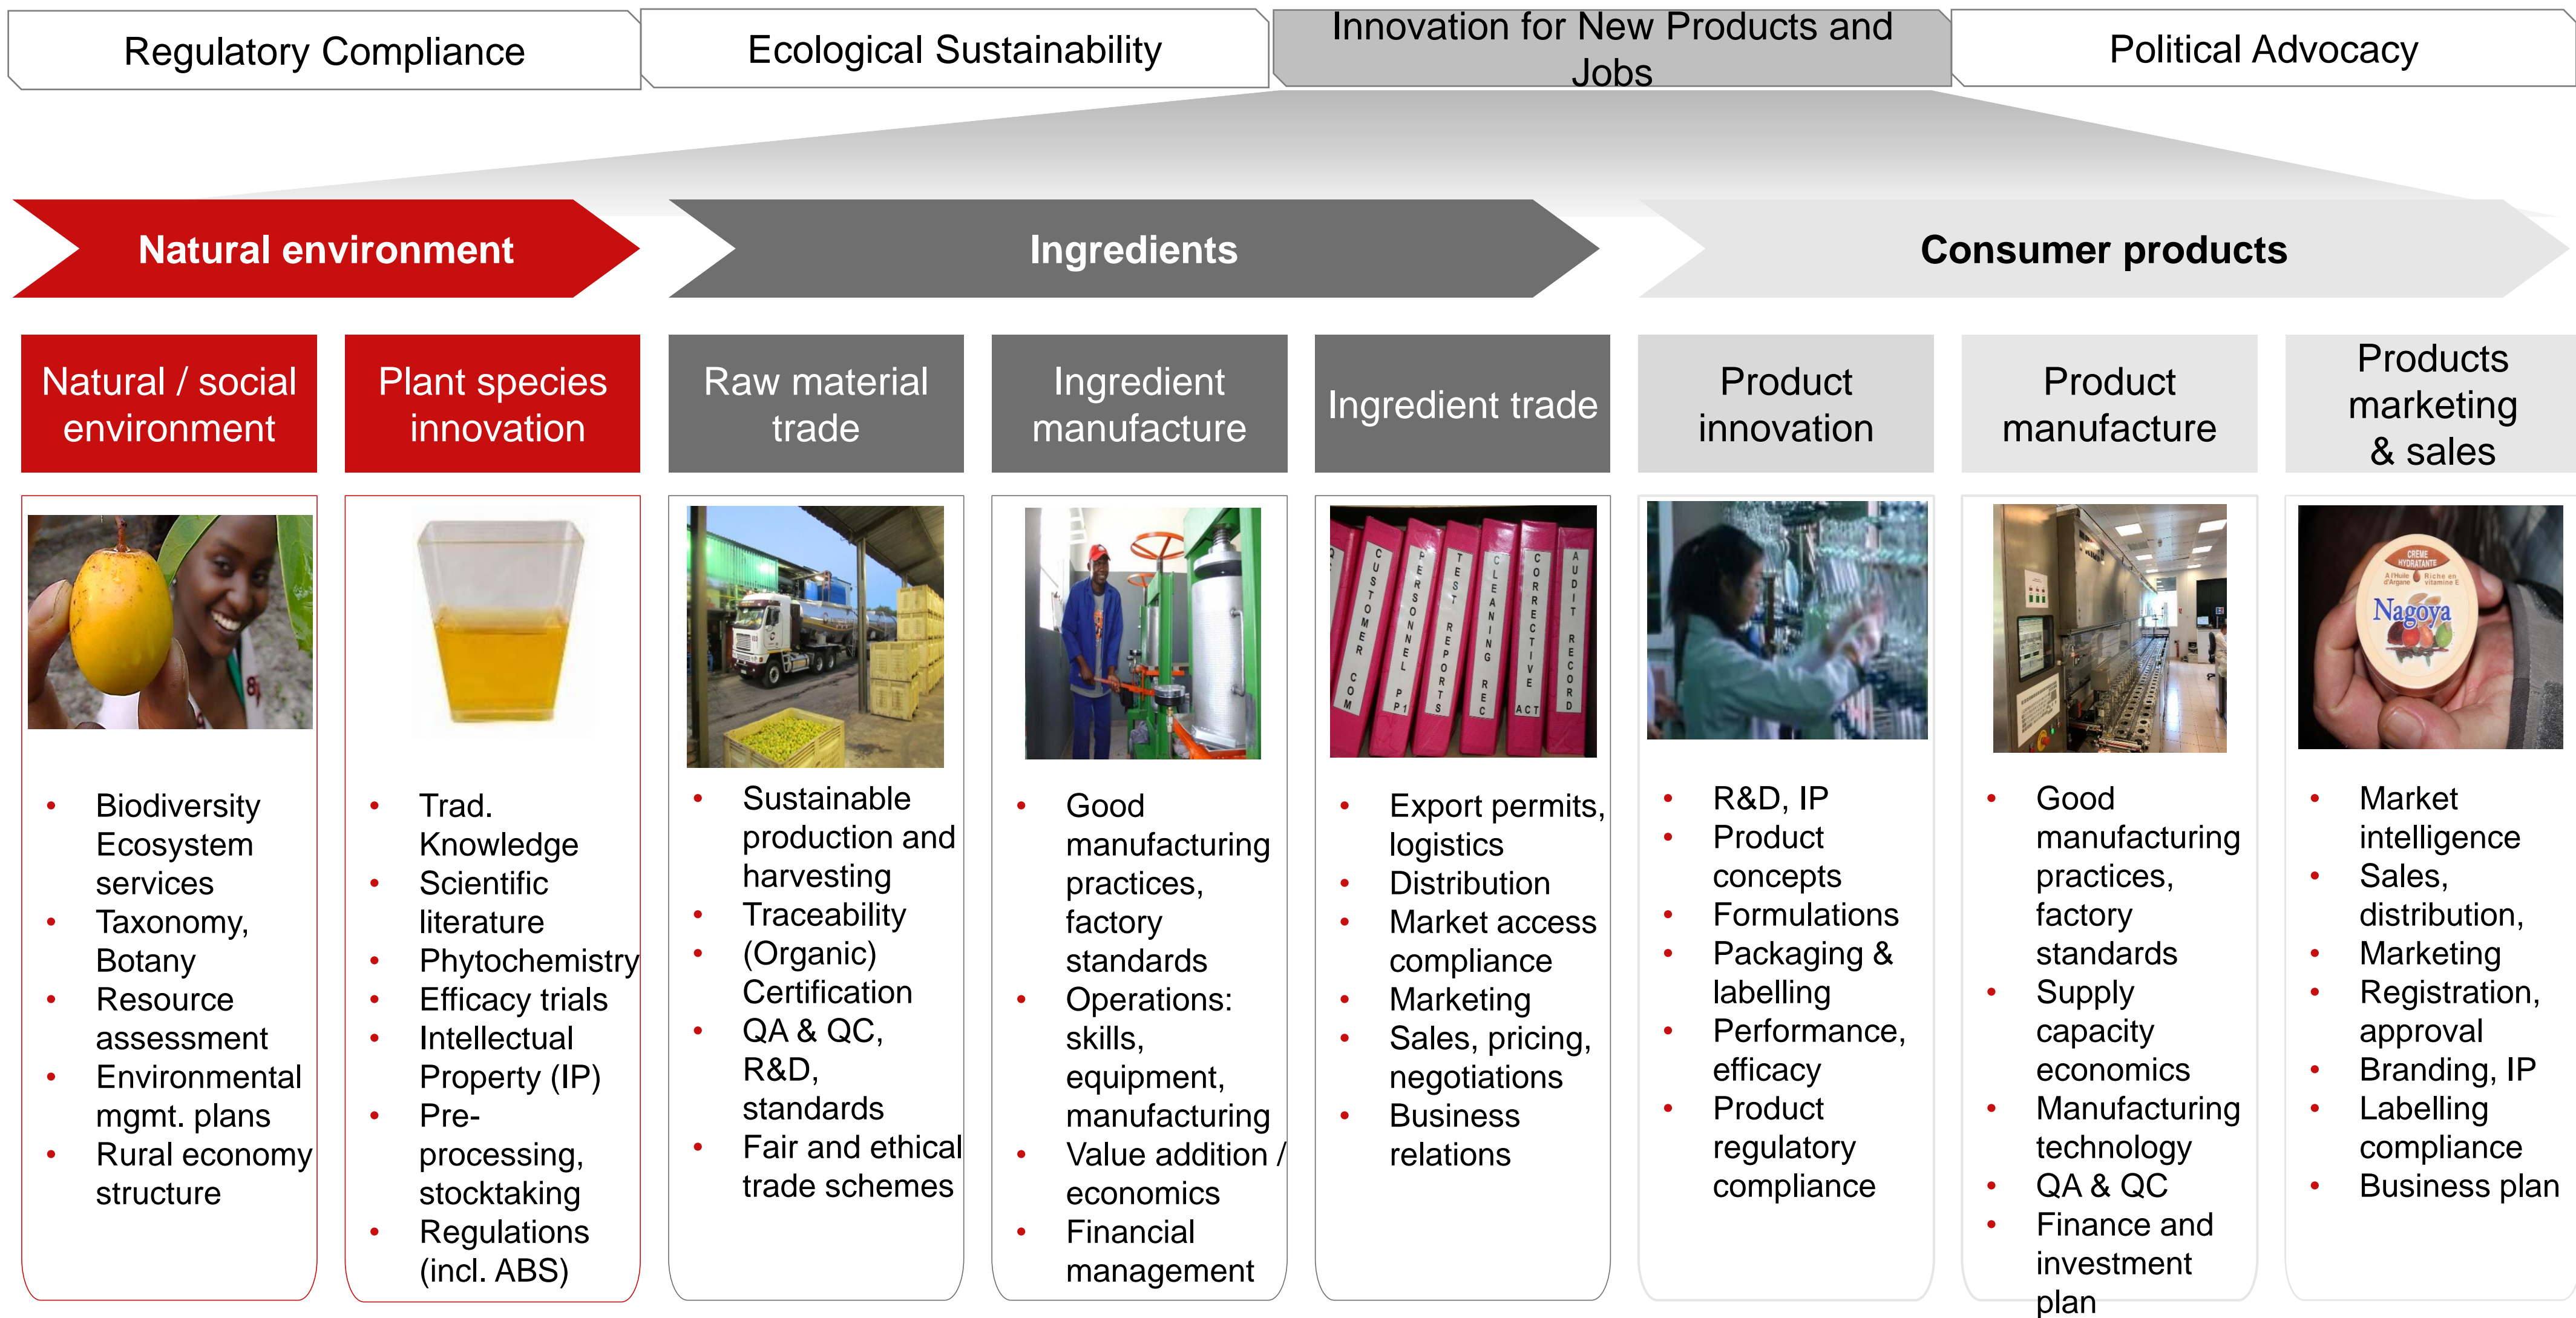 Regulatory Compliance
Ecological Sustainability
Innovation for New Products and
Jobs
Political Advocacy
Natural environment
Ingredients
Consumer products
Natural / social
environment
Plant species
innovation
Raw material
trade
Ingredient
manufacture
Ingredient trade
Product
innovation
Product
manufacture
Products
marketing
& sales
CUSTOMER COM
PERSONNEL PP1
TEST REPORTS
CLEANING REC
CORRECTIVE ACT
AUDIT RECORD
CRÈME
HYDRATANTE
A l'Huile
d'Argane
Riche en
vitamine E
Nagoya
• Biodiversity
Ecosystem
services
• Taxonomy,
Botany
• Resource
assessment
• Environmental
mgmt. plans
• Rural economy
structure
• Trad.
Knowledge
• Scientific
literature
• Phytochemistry
• Efficacy trials
• Intellectual
Property (IP)
• Pre-
processing,
stocktaking
• Regulations
(incl. ABS)
• Sustainable
production and
harvesting
• Traceability
• (Organic)
Certification
• QA & QC,
R&D,
standards
• Fair and ethical
trade schemes
• Good
manufacturing
practices,
factory
standards
• Operations:
skills,
equipment,
manufacturing
• Value addition /
economics
• Financial
management
• Export permits,
logistics
• Distribution
• Market access
compliance
• Marketing
• Sales, pricing,
negotiations
• Business
relations
• R&D, IP
• Product
concepts
• Formulations
• Packaging &
labelling
• Performance,
efficacy
• Product
regulatory
compliance
• Good
manufacturing
practices,
factory
standards
• Supply
capacity
economics
• Manufacturing
technology
• QA & QC
• Finance and
investment
plan
• Market
intelligence
• Sales,
distribution,
• Marketing
• Registration,
approval
• Branding, IP
• Labelling
compliance
• Business plan